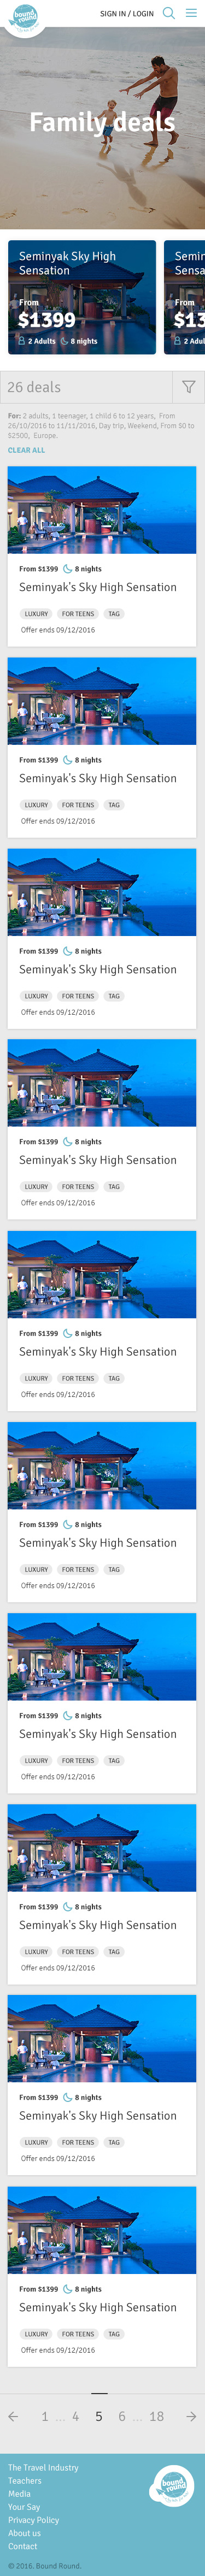 bound round
SIGN IN / LOGIN
Family deals
Seminyak Sky High
Sensation
From
$1399
2 Adults 8 nights
Semin
Sensa
From
$13
2 Adul
26 deals
For: 2 adults, 1 teenager, 1 child 6 to 12 years, From
26/10/2016 to 11/11/2016, Day trip, Weekend, From $0 to
$2500, Europe.
CLEAR ALL
From $1399 8 nights
Seminyak's Sky High Sensation
LUXURY FOR TEENS TAG
Offer ends 09/12/2016
From $1399 8 nights
Seminyak's Sky High Sensation
LUXURY FOR TEENS TAG
Offer ends 09/12/2016
From $1399 8 nights
Seminyak's Sky High Sensation
LUXURY FOR TEENS TAG
Offer ends 09/12/2016
From $1399 8 nights
Seminyak's Sky High Sensation
LUXURY FOR TEENS TAG
Offer ends 09/12/2016
From $1399 8 nights
Seminyak's Sky High Sensation
LUXURY FOR TEENS TAG
Offer ends 09/12/2016
From $1399 8 nights
Seminyak's Sky High Sensation
LUXURY FOR TEENS TAG
Offer ends 09/12/2016
From $1399 8 nights
Seminyak's Sky High Sensation
LUXURY FOR TEENS TAG
Offer ends 09/12/2016
From $1399 8 nights
Seminyak's Sky High Sensation
LUXURY FOR TEENS TAG
Offer ends 09/12/2016
From $1399 8 nights
Seminyak's Sky High Sensation
LUXURY FOR TEENS TAG
Offer ends 09/12/2016
From $1399 8 nights
Seminyak's Sky High Sensation
LUXURY FOR TEENS TAG
Offer ends 09/12/2016
1 ... 4 5 6 ... 18
The Travel Industry
Teachers
Media
Your Say
Privacy Policy
About us
Contact
bound round
© 2016. Bound Round.